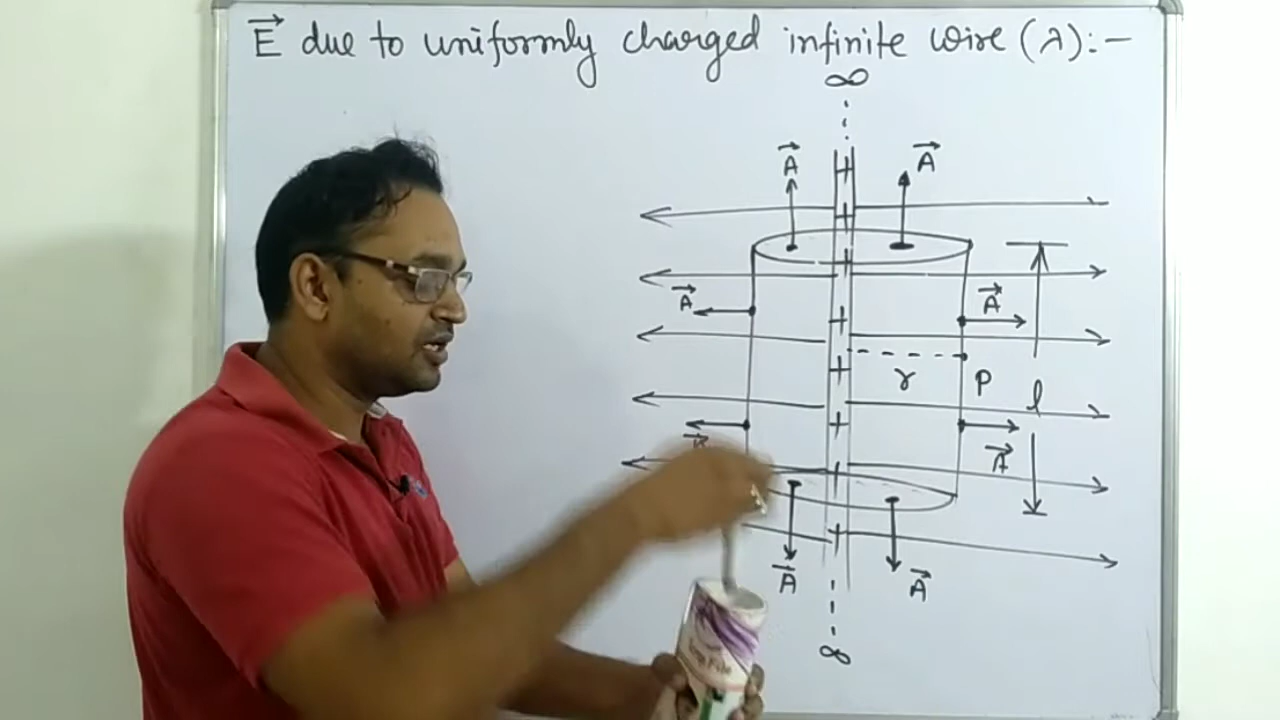 E due to uniformly charged infinite wire (λ):-
∞
A A
+
+
+
A A
+
+ r P
l
+
A
+
+
A A
∞